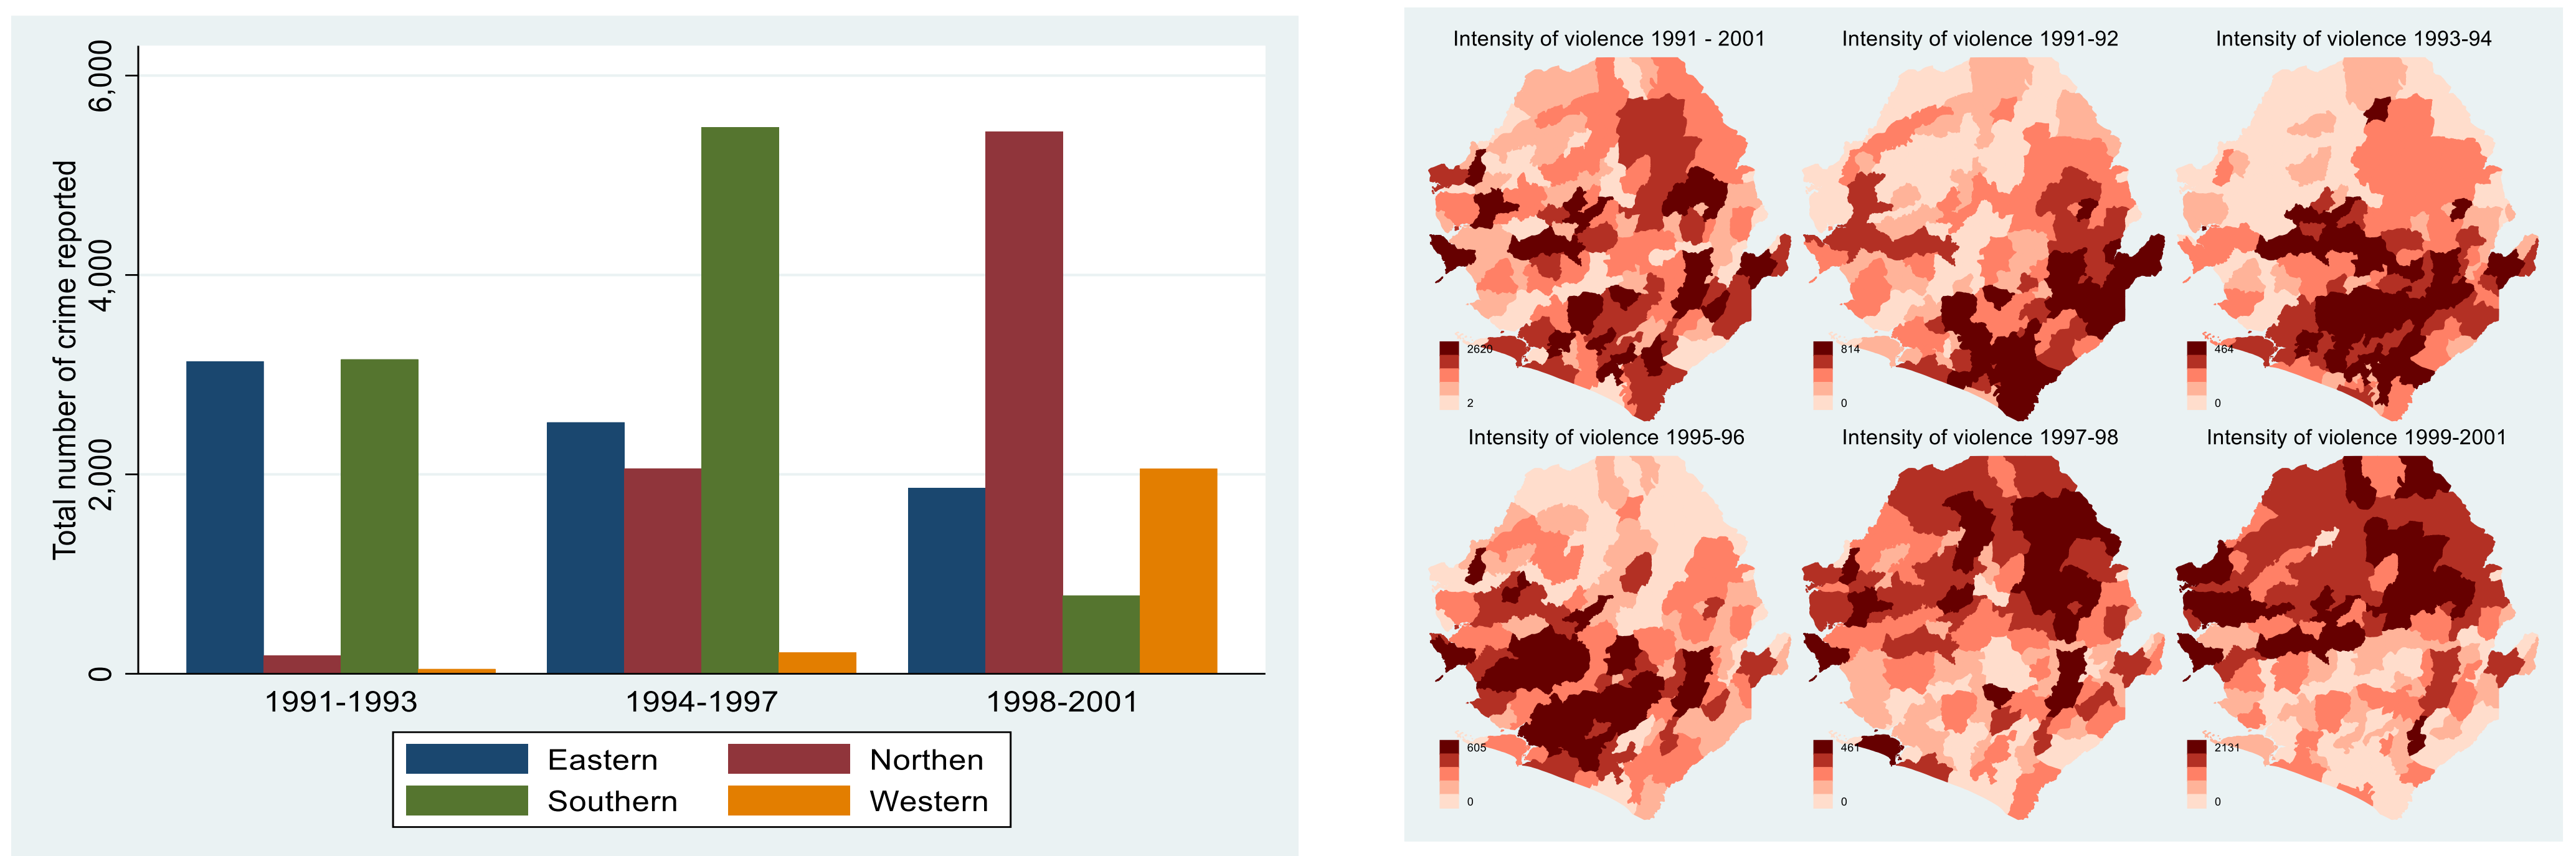 Total number of crime reported
6,000
4,000
2,000
0
1991-1993 1994-1997 1998-2001
Eastern Northen
Southern Western
Intensity of violence 1991 - 2001 Intensity of violence 1991-92 Intensity of violence 1993-94
2620 814 464
2 0 0
Intensity of violence 1995-96 Intensity of violence 1997-98 Intensity of violence 1999-2001
605 461 2131
0 0 0